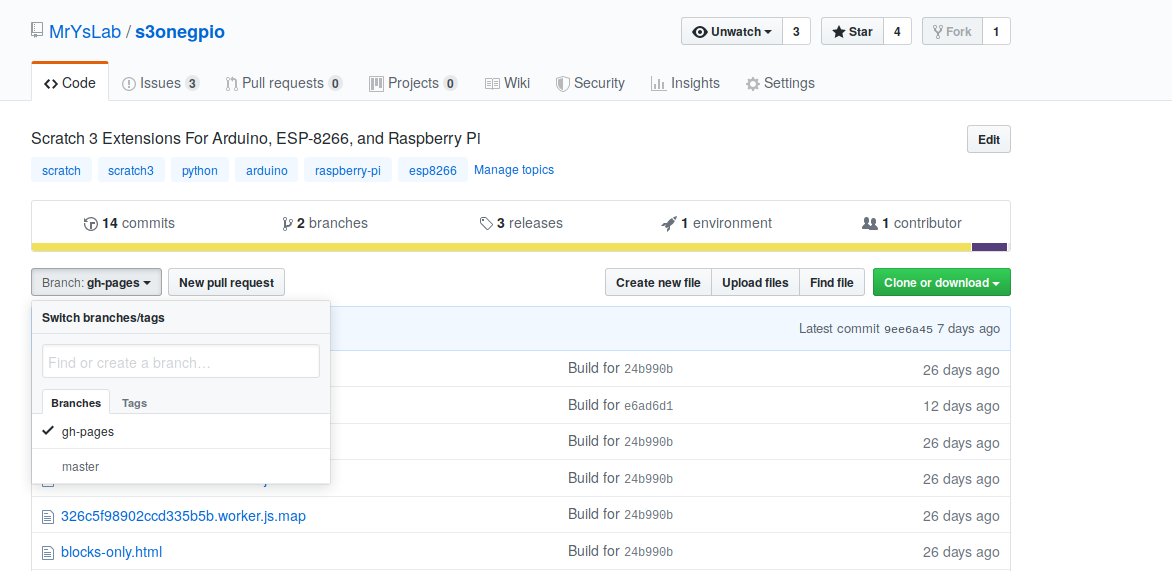 MrYsLab / s3onegpio
Unwatch 3 Star 4 Fork 1
Code Issues 3 Pull requests 0 Projects 0 Wiki Security Insights Settings
Scratch 3 Extensions For Arduino, ESP-8266, and Raspberry Pi
Edit
scratch scratch3 python arduino raspberry-pi esp8266 Manage topics
14 commits 2 branches 3 releases 1 environment 1 contributor
Branch: gh-pages New pull request Create new file Upload files Find file Clone or download
Switch branches/tags
Latest commit 9ee6a45 7 days ago
Find or create a branch...
Build for 24b990b 26 days ago
Branches Tags
Build for e6ad6d1 12 days ago
gh-pages
Build for 24b990b 26 days ago
master
Build for 24b990b 26 days ago
326c5f98902ccd335b5b.worker.js.map Build for 24b990b 26 days ago
blocks-only.html Build for 24b990b 26 days ago